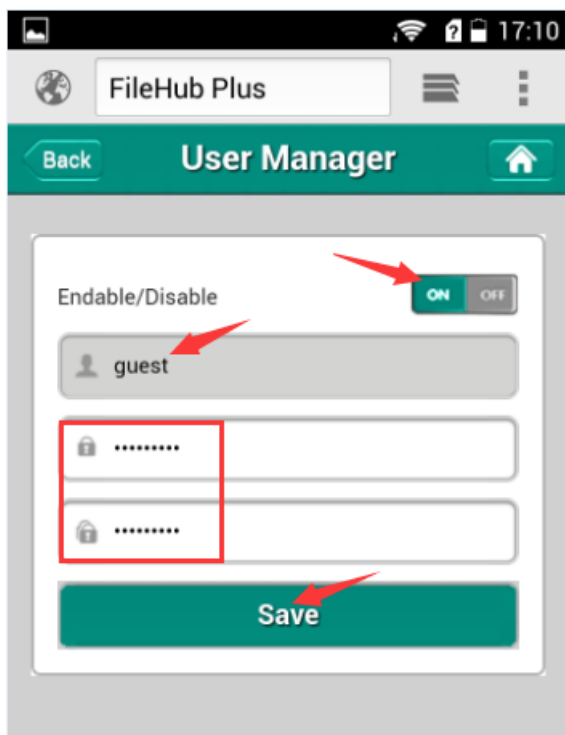 17:10
FileHub Plus
Back
User Manager
Endable/Disable
ON
OFF
guest
•••••••••
•••••••••
Save